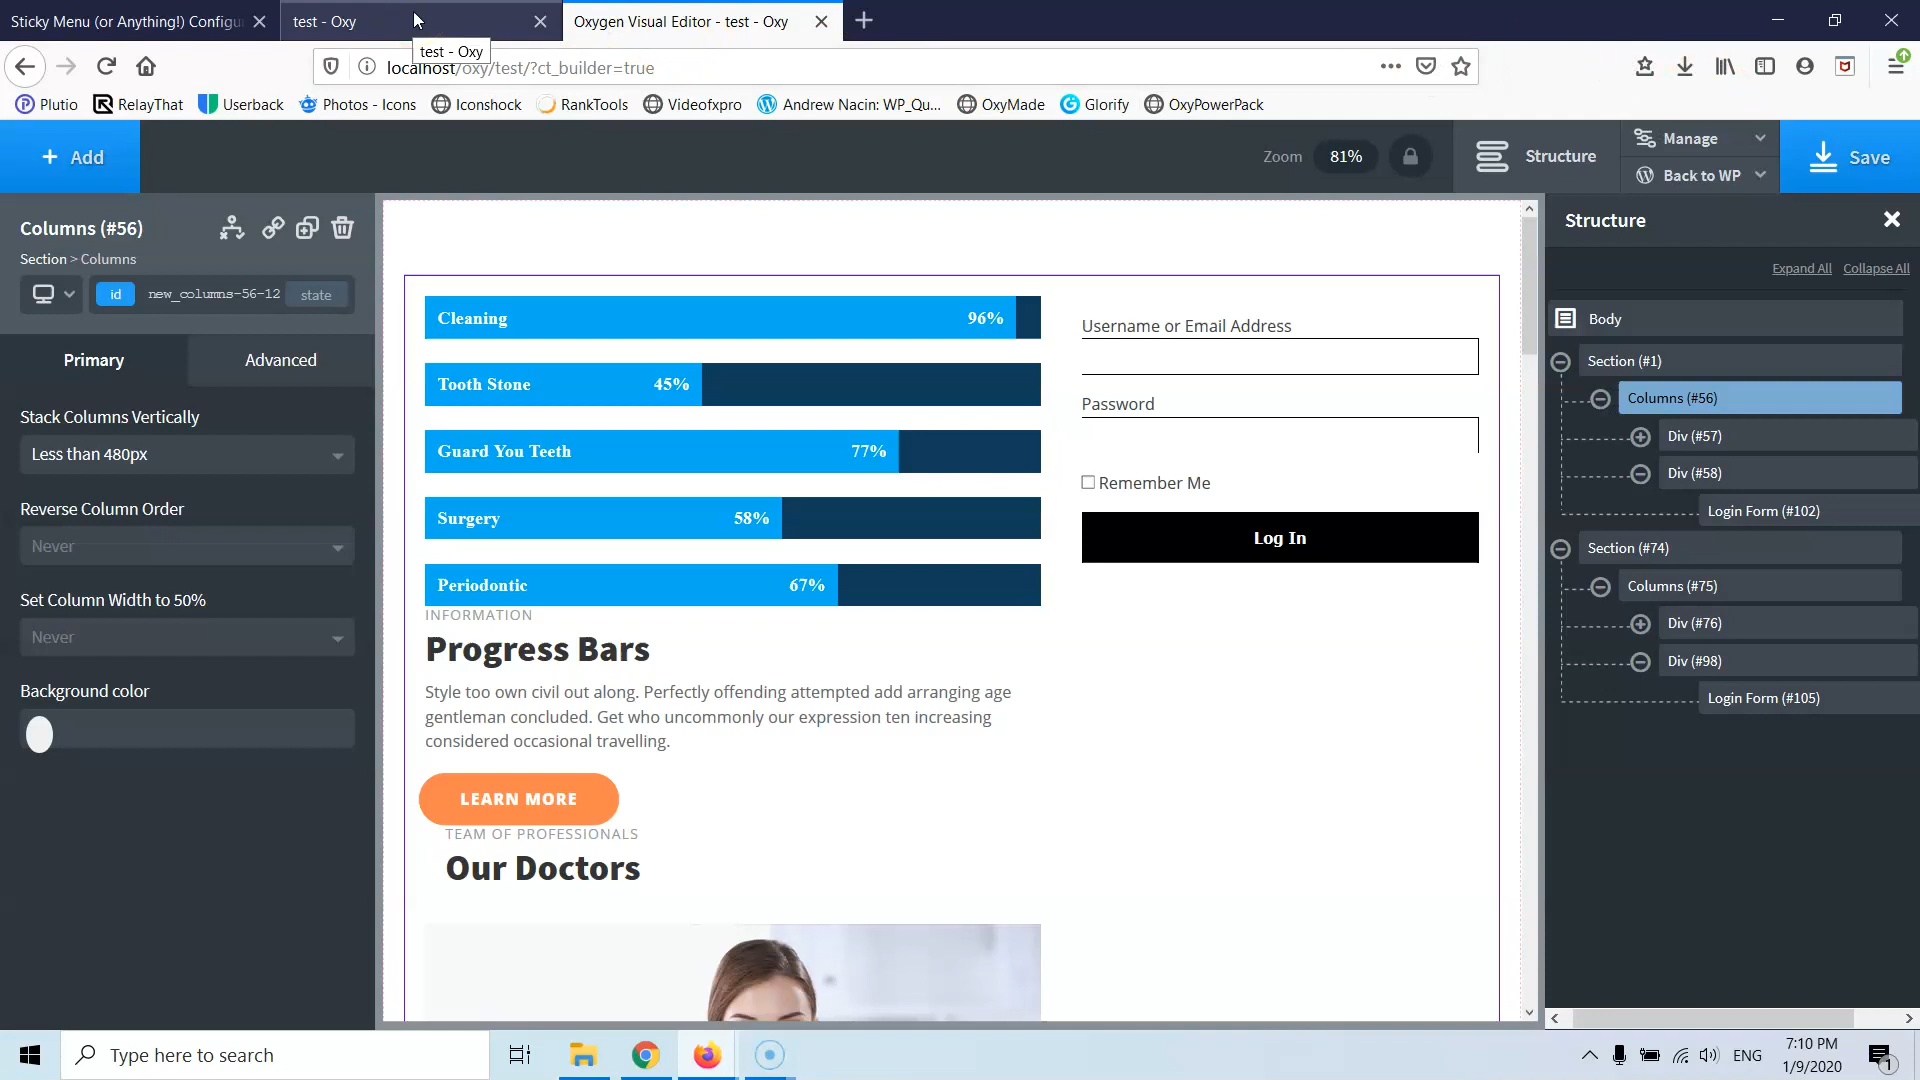 Sticky Menu (or Anything!) Configu
test - Oxy
Oxygen Visual Editor - test - Oxy
test - Oxy
localhost/oxy/test/?ct_builder=true
Plutio
RelayThat
Userback
Photos - Icons
Iconshock
RankTools
Videofxpro
Andrew Nacin: WP_Qu...
OxyMade
Glorify
OxyPowerPack
+ Add
Zoom
81%
Structure
Manage
Back to WP
Save
Columns (#56)
Section > Columns
id
new_columns-56-12
state
Primary
Advanced
Stack Columns Vertically
Less than 480px
Reverse Column Order
Never
Set Column Width to 50%
Never
Background color
Cleaning 96%
Tooth Stone 45%
Guard You Teeth 77%
Surgery 58%
Periodontic 67%
INFORMATION
Progress Bars
Style too own civil out along. Perfectly offending attempted add arranging age
gentleman concluded. Get who uncommonly our expression ten increasing
considered occasional travelling.
LEARN MORE
TEAM OF PROFESSIONALS
Our Doctors
Username or Email Address
Password
Remember Me
Log In
Structure
Expand All
Collapse All
Body
Section (#1)
Columns (#56)
Div (#57)
Div (#58)
Login Form (#102)
Section (#74)
Columns (#75)
Div (#76)
Div (#98)
Login Form (#105)
Type here to search
ENG
7:10 PM
1/9/2020
1